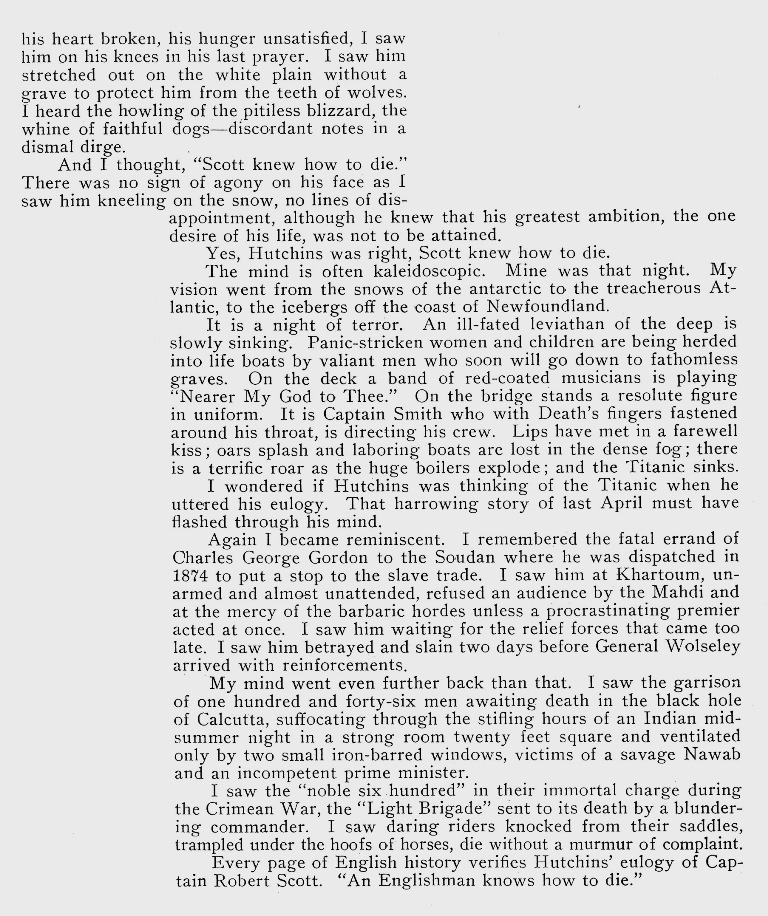 his heart broken, his hunger unsatisfied, I saw
him on his knees in his last prayer. I saw him
stretched out on the white plain without a
grave to protect him from the teeth of wolves.
I heard the howling of the pitiless blizzard, the
whine of faithful dogs—discordant notes in a
dismal dirge.
And I thought, “Scott knew how to die.”
There was no sign of agony on his face as I
saw him kneeling on the snow, no lines of dis-
appointment, although he knew that his greatest ambition, the one
desire of his life, was not to be attained.
Yes, Hutchins was right, Scott knew how to die.
The mind is often kaleidoscopic. Mine was that night. My
vision went from the snows of the antarctic to the treacherous At-
lantic, to the icebergs off the coast of Newfoundland.
It is a night of terror. An ill-fated leviathan of the deep is
slowly sinking. Panic-stricken women and children are being herded
into life boats by valiant men who soon will go down to fathomless
graves. On the deck a band of red-coated musicians is playing
“Nearer My God to Thee.” On the bridge stands a resolute figure
in uniform. It is Captain Smith who with Death’s fingers fastened
around his throat, is directing his crew. Lips have met in a farewell
kiss; oars splash and laboring boats are lost in the dense fog; there
is a terrific roar as the huge boilers explode; and the Titanic sinks.
I wondered if Hutchins was thinking of the Titanic when he
uttered his eulogy. That harrowing story of last April must have
flashed through his mind.
Again I became reminiscent. I remembered the fatal errand of
Charles George Gordon to the Soudan where he was dispatched in
1874 to put a stop to the slave trade. I saw him at Khartoum, un-
armed and almost unattended, refused an audience by the Mahdi and
at the mercy of the barbaric hordes unless a procrastinating premier
acted at once. I saw him waiting for the relief forces that came too
late. I saw him betrayed and slain two days before General Wolseley
arrived with reinforcements.
My mind went even further back than that. I saw the garrison
of one hundred and forty-six men awaiting death in the black hole
of Calcutta, suffocating through the stifling hours of an Indian mid-
summer night in a strong room twenty feet square and ventilated
only by two small iron-barred windows, victims of a savage Nawab
and an incompetent prime minister.
I saw the “noble six hundred” in their immortal charge during
the Crimean War, the “Light Brigade” sent to its death by a blunder-
ing commander. I saw daring riders knocked from their saddles,
trampled under the hoofs of horses, die without a murmur of complaint.
Every page of English history verifies Hutchins’ eulogy of Cap-
tain Robert Scott. “An Englishman knows how to die.”